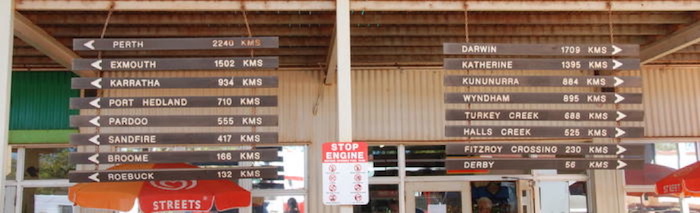 PERTH 2240 KMS
EXMOUTH 1502 KMS
KARRATHA 934 KMS
PORT HEDLAND 710 KMS
PARDOO 555 KMS
SANDFIRE 417 KMS
BROOME 166 KMS
ROEBUCK 132 KMS
STREETS
STOP
ENGINE
DARWIN 1709 KMS
KATHERINE 1395 KMS
KUNUNURRA 884 KMS
WYNDHAM 895 KMS
TURKEY CREEK 688 KMS
HALLS CREEK 525 KMS
FITZROY CROSSING 230 KMS
DERBY 56 KMS